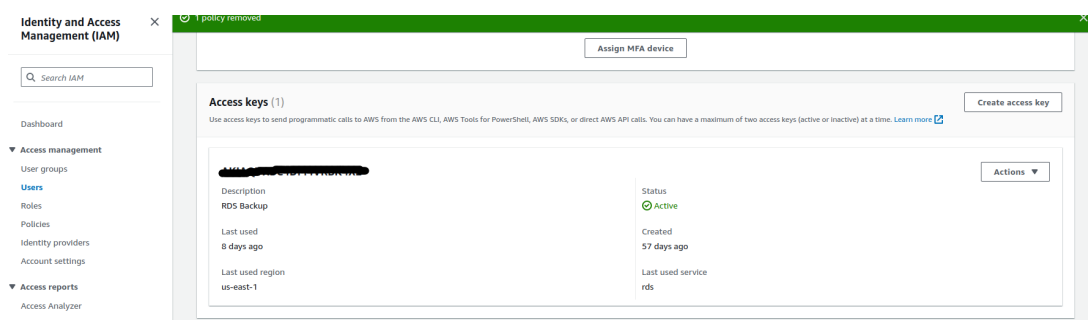 Identity and Access
Management (IAM)
1 policy removed
Search IAM
Dashboard
Access management
User groups
Users
Roles
Policies
Identity providers
Account settings
Access reports
Access Analyzer
Assign MFA device
Access keys (1)
Create access key
Use access keys to send programmatic calls to AWS from the AWS CLI, AWS Tools for PowerShell, AWS SDKs, or direct AWS API calls. You can have a maximum of two access keys (active or inactive) at a time. Learn more
Actions
Description
RDS Backup
Status
Active
Last used
8 days ago
Created
57 days ago
Last used region
us-east-1
Last used service
rds